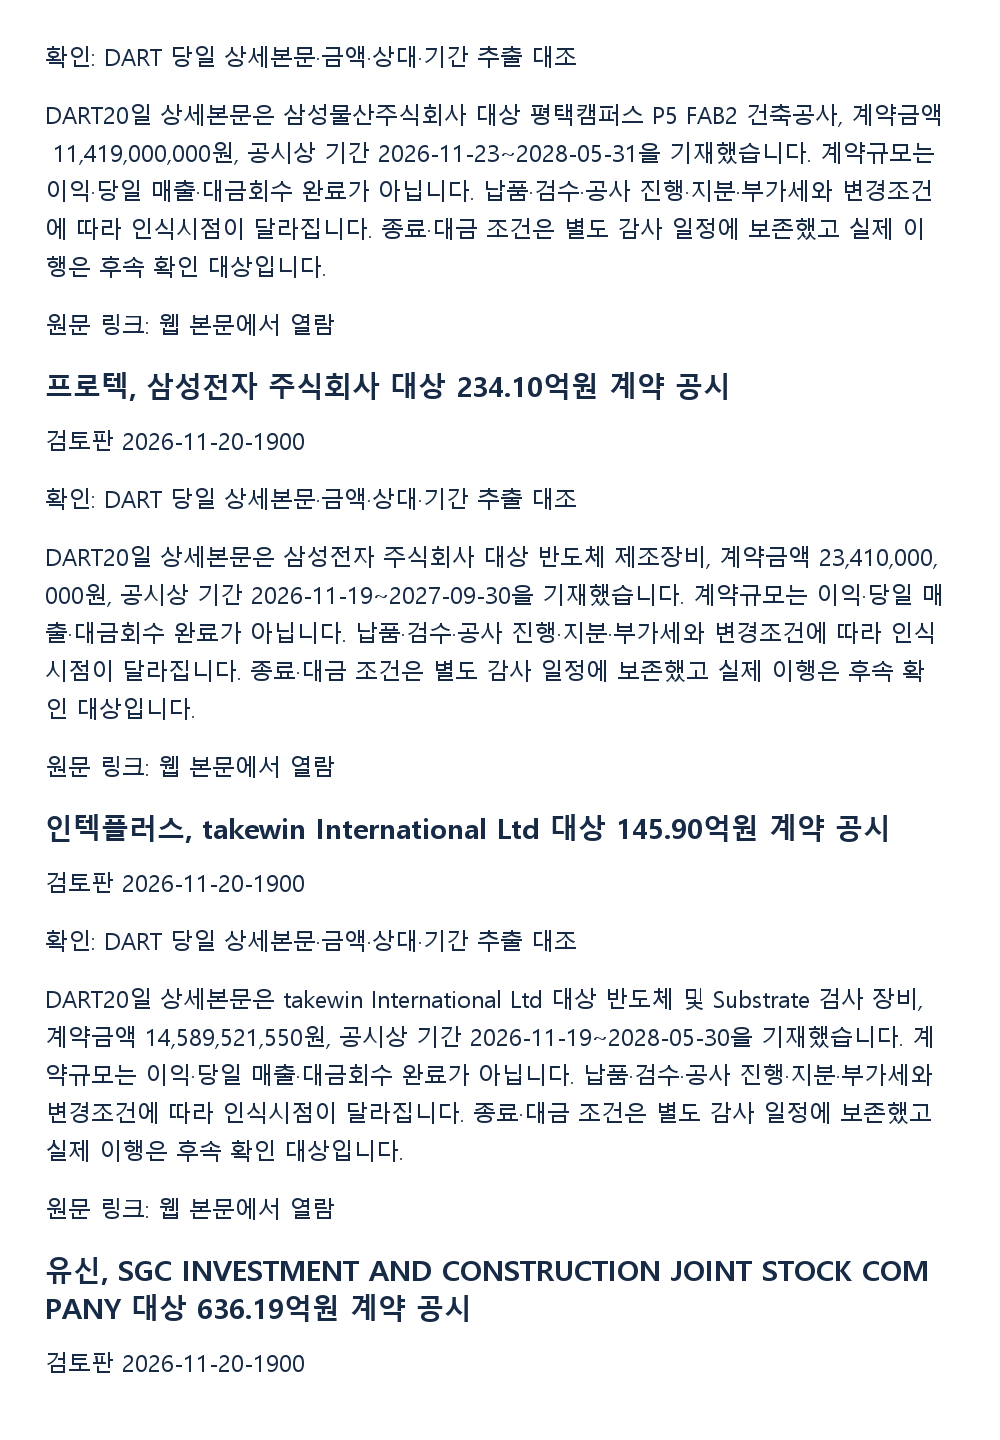 확인: DART 당일 상세본문·금액·상대·기간 추출 대조
DART20일 상세본문은 삼성물산주식회사 대상 평택캠퍼스 P5 FAB2 건축공사, 계약금액
11,419,000,000원, 공시상 기간 2026-11-23~2028-05-31을 기재했습니다. 계약규모는
이익·당일 매출·대금회수 완료가 아닙니다. 납품·검수·공사 진행·지분·부가세와 변경조건
에 따라 인식시점이 달라집니다. 종료·대금 조건은 별도 감사 일정에 보존했고 실제 이
행은 후속 확인 대상입니다.
원문 링크: 웹 본문에서 열람
프로텍, 삼성전자 주식회사 대상 234.10억원 계약 공시
검토판 2026-11-20-1900
확인: DART 당일 상세본문·금액·상대·기간 추출 대조
DART20일 상세본문은 삼성전자 주식회사 대상 반도체 제조장비, 계약금액 23,410,000,
000원, 공시상 기간 2026-11-19~2027-09-30을 기재했습니다. 계약규모는 이익·당일 매
출·대금회수 완료가 아닙니다. 납품·검수·공사 진행·지분·부가세와 변경조건에 따라 인식
시점이 달라집니다. 종료·대금 조건은 별도 감사 일정에 보존했고 실제 이행은 후속 확
인 대상입니다.
원문 링크: 웹 본문에서 열람
인텍플러스, takewin International Ltd 대상 145.90억원 계약 공시
검토판 2026-11-20-1900
확인: DART 당일 상세본문·금액·상대·기간 추출 대조
DART20일 상세본문은 takewin International Ltd 대상 반도체 및 Substrate 검사 장비,
계약금액 14,589,521,550원, 공시상 기간 2026-11-19~2028-05-30을 기재했습니다. 계
약규모는 이익·당일 매출·대금회수 완료가 아닙니다. 납품·검수·공사 진행·지분·부가세와
변경조건에 따라 인식시점이 달라집니다. 종료·대금 조건은 별도 감사 일정에 보존했고
실제 이행은 후속 확인 대상입니다.
원문 링크: 웹 본문에서 열람
유신, SGC INVESTMENT AND CONSTRUCTION JOINT STOCK COM
PANY 대상 636.19억원 계약 공시
검토판 2026-11-20-1900